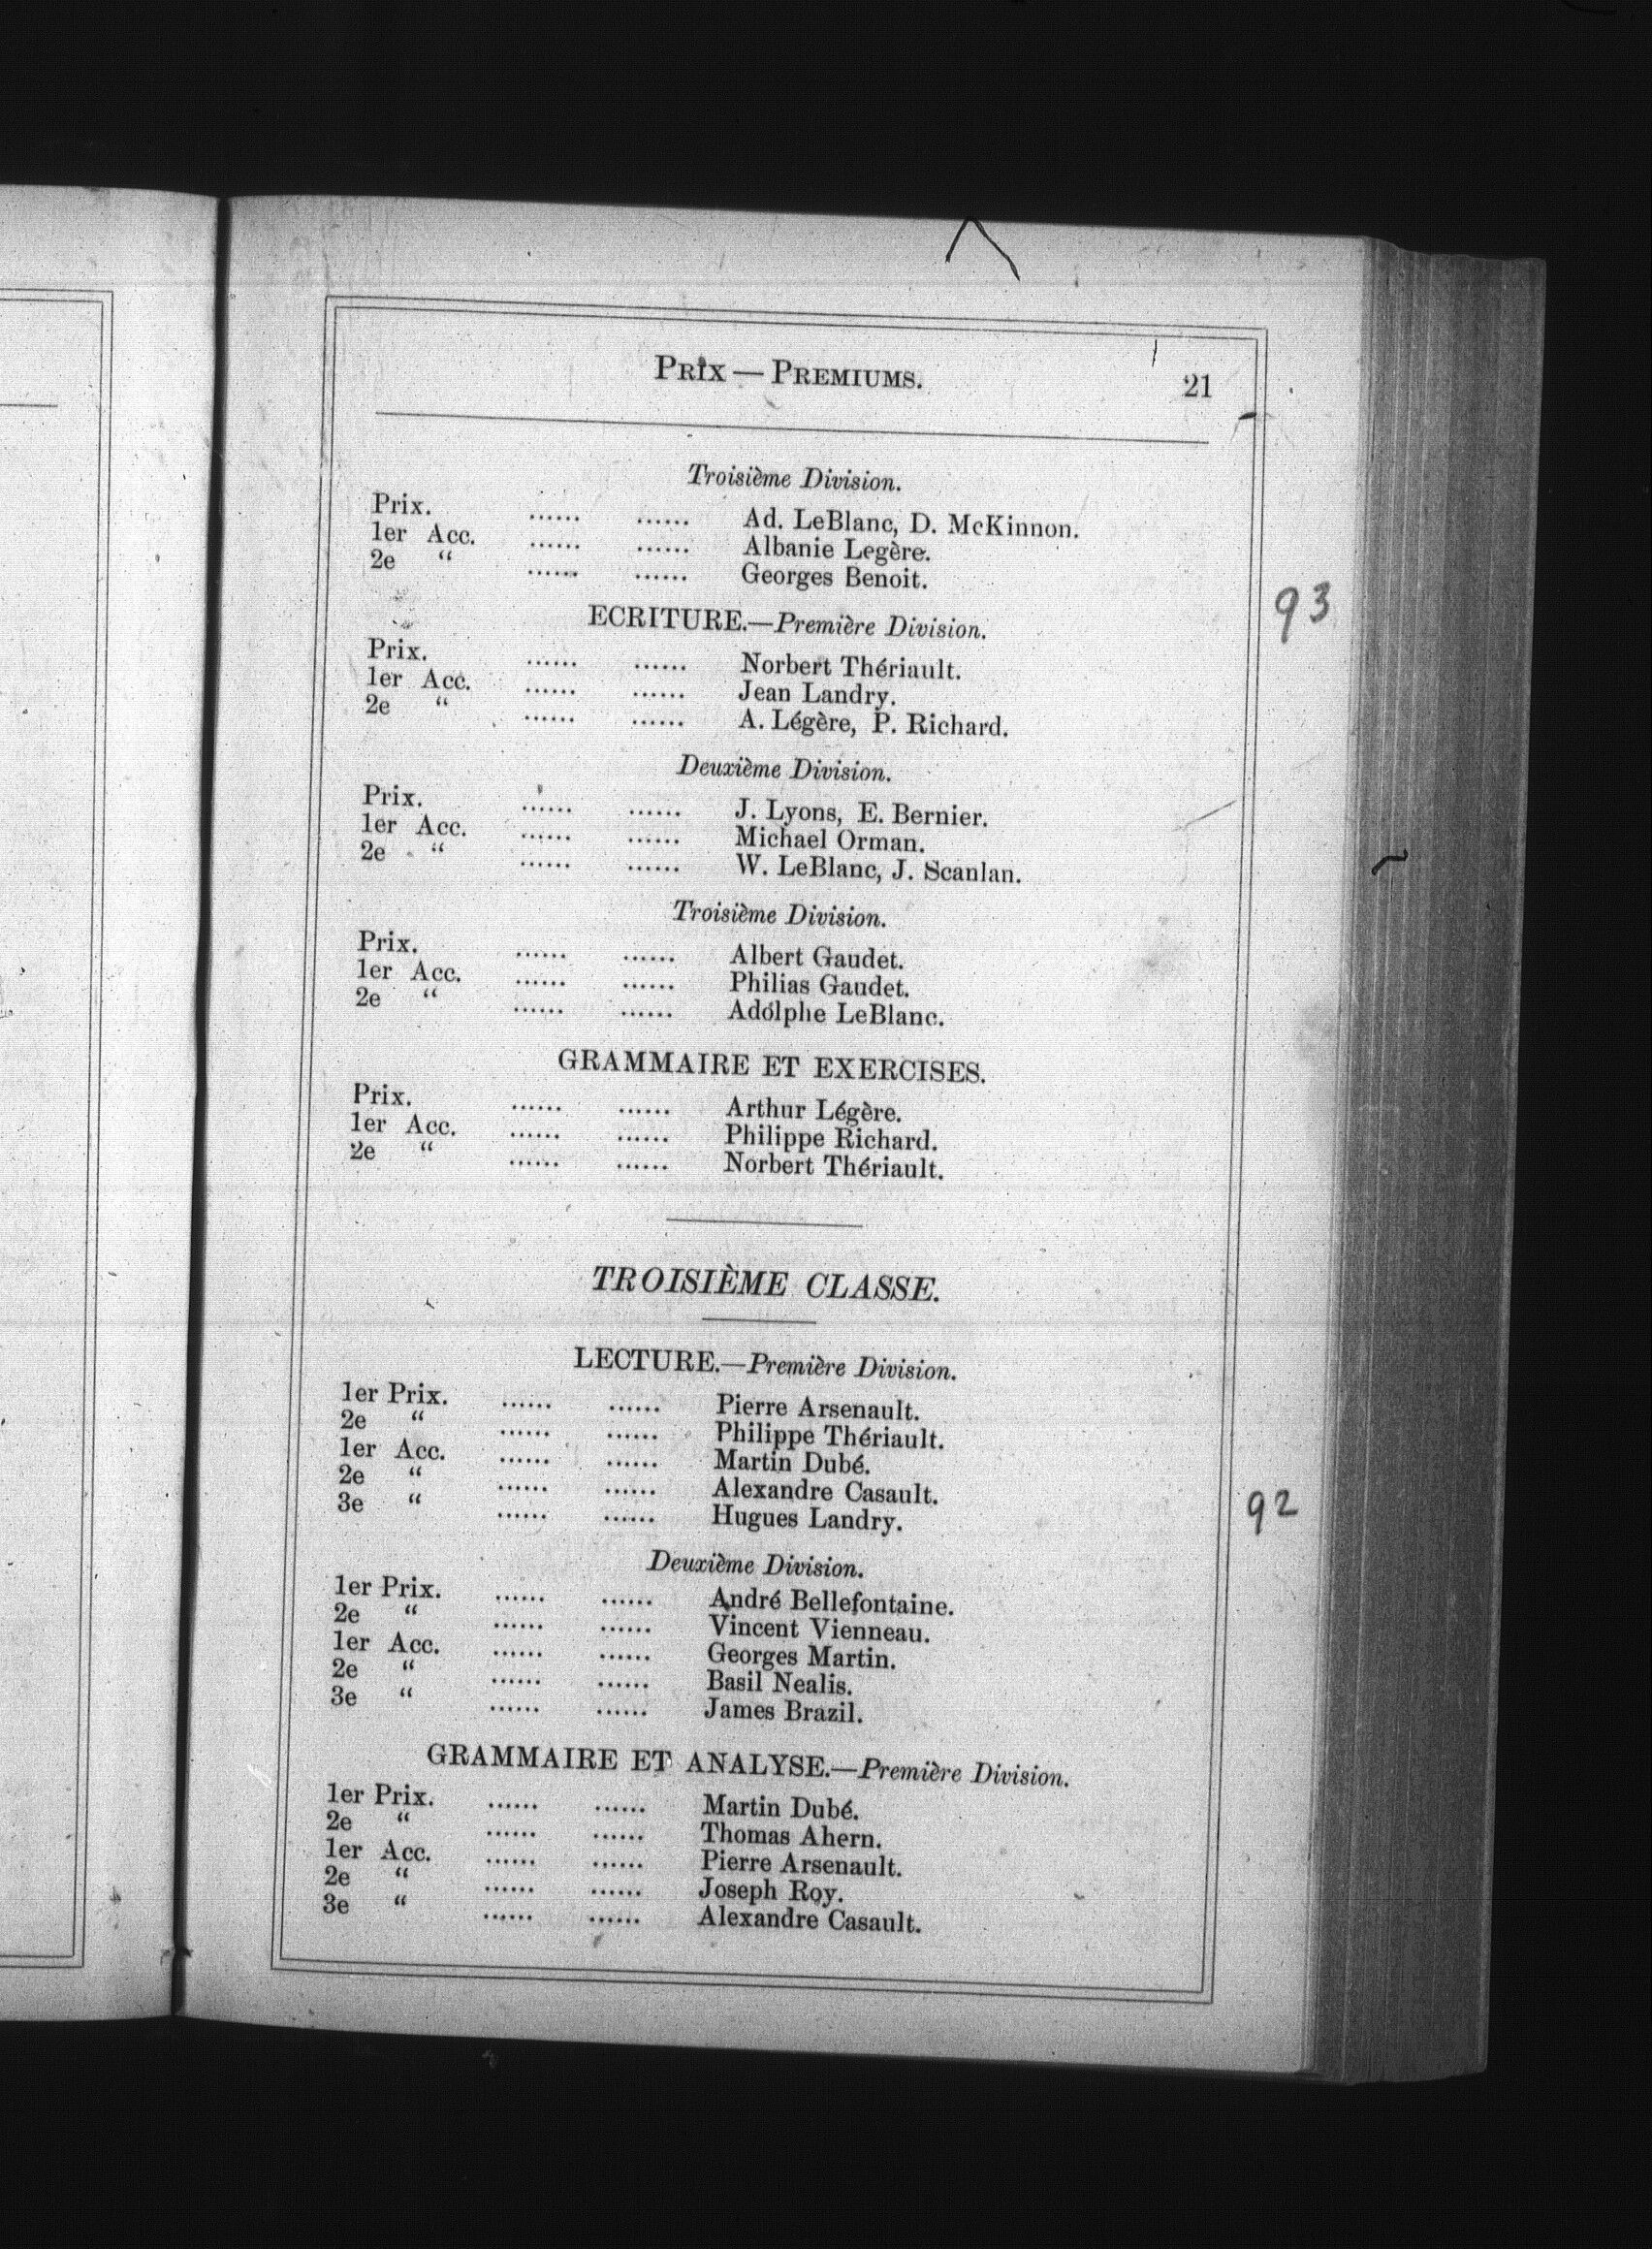 PRIX — PREMIUMS. 21
Troisième Division.
Prix. ...... ...... Ad. LeBlanc, D. McKinnon.
1er Acc. ...... ...... Albanie Legère.
2e “ ...... ...... Georges Benoit.
ECRITURE.—Première Division.
Prix. ...... ...... Norbert Thériault.
1er Acc. ...... ...... Jean Landry.
2e “ ...... ...... A. Légère, P. Richard.
Deuxième Division.
Prix. ...... ...... J. Lyons, E. Bernier.
1er Acc. ...... ...... Michael Orman.
2e “ ...... ...... W. LeBlanc, J. Scanlan.
Troisième Division.
Prix. ...... ...... Albert Gaudet.
1er Acc. ...... ...... Philias Gaudet.
2e “ ...... ...... Adolphe LeBlanc.
GRAMMAIRE ET EXERCISES.
Prix. ...... ...... Arthur Légère.
1er Acc. ...... ...... Philippe Richard.
2e “ ...... ...... Norbert Thériault.
TROISIÈME CLASSE.
LECTURE.—Première Division.
1er Prix. ...... ...... Pierre Arsenault.
2e “ ...... ...... Philippe Thériault.
1er Acc. ...... ...... Martin Dubé.
2e “ ...... ...... Alexandre Casault.
3e “ ...... ...... Hugues Landry.
Deuxième Division.
1er Prix. ...... ...... André Bellefontaine.
2e “ ...... ...... Vincent Vienneau.
1er Acc. ...... ...... Georges Martin.
2e “ ...... ...... Basil Nealis.
3e “ ...... ...... James Brazil.
GRAMMAIRE ET ANALYSE.—Première Division.
1er Prix. ...... ...... Martin Dubé.
2e “ ...... ...... Thomas Ahern.
1er Acc. ...... ...... Pierre Arsenault.
2e “ ...... ...... Joseph Roy.
3e “ ...... ...... Alexandre Casault.
93
92